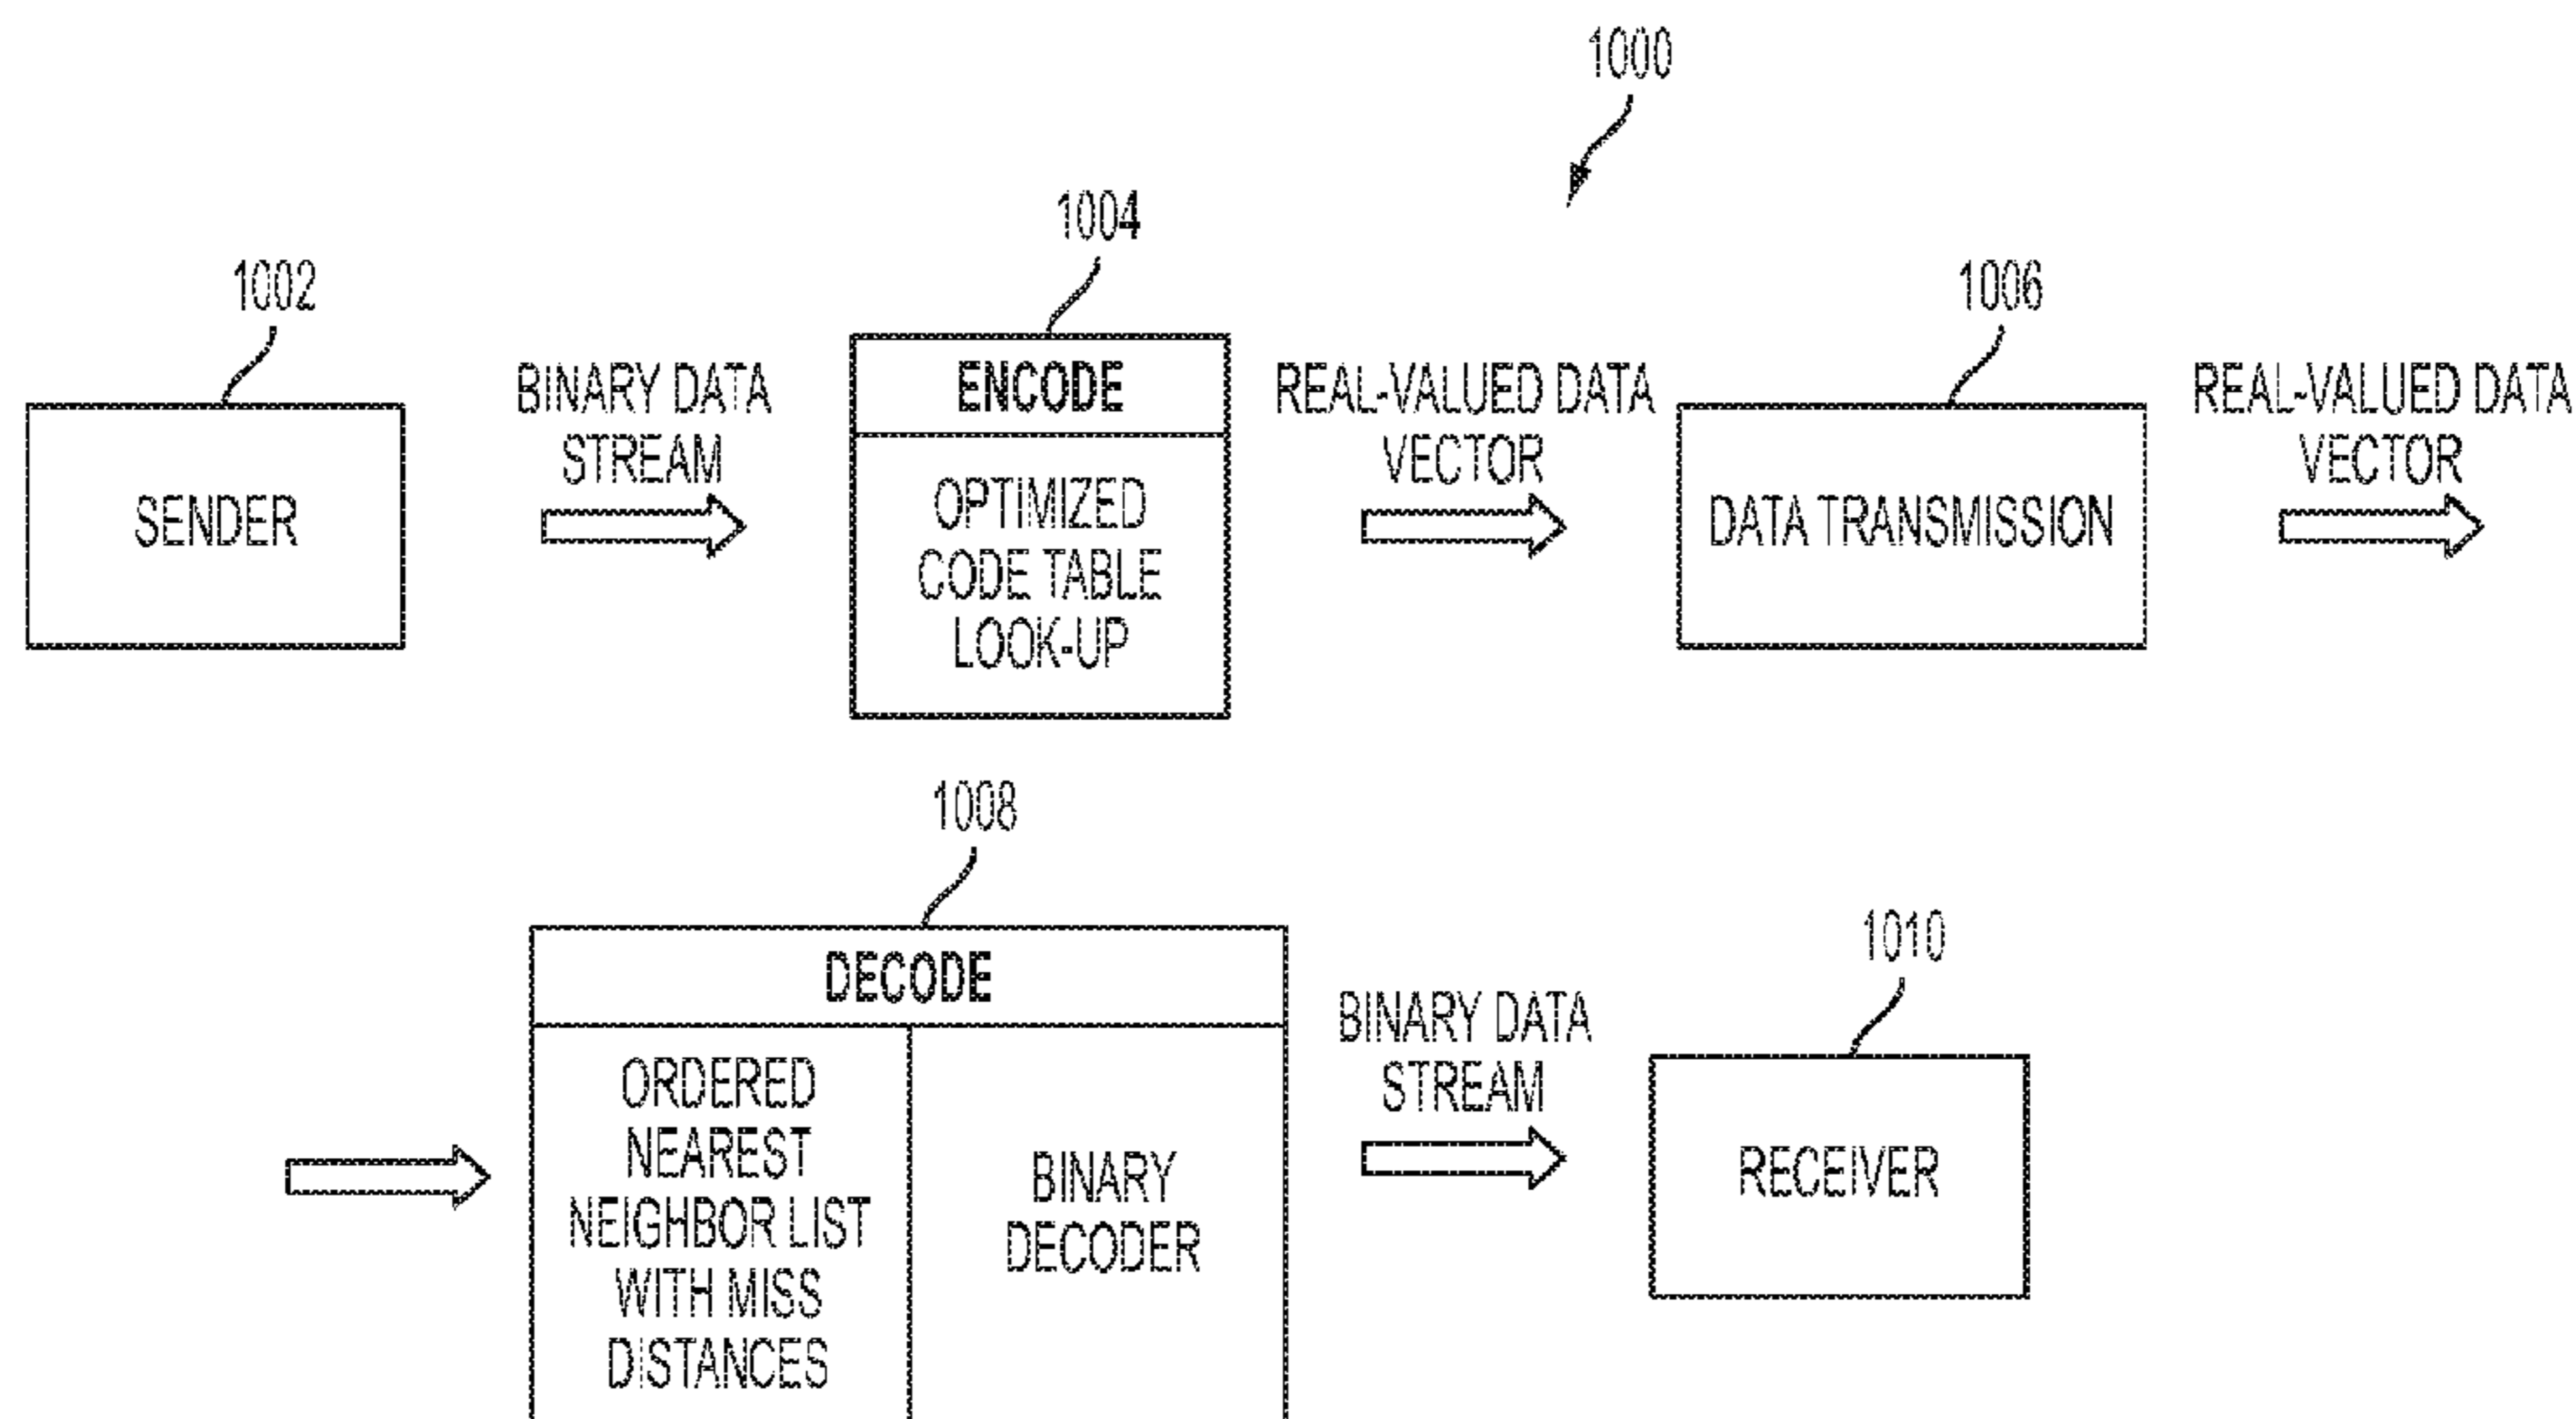 1000
1002
SENDER
BINARY DATA
STREAM
1004
ENCODE
OPTIMIZED
CODE TABLE
LOOK-UP
REAL-VALUED DATA
VECTOR
1006
DATA TRANSMISSION
REAL-VALUED DATA
VECTOR
1008
DECODE
ORDERED
NEAREST
NEIGHBOR LIST
WITH MISS
DISTANCES
BINARY
DECODER
BINARY DATA
STREAM
1010
RECEIVER